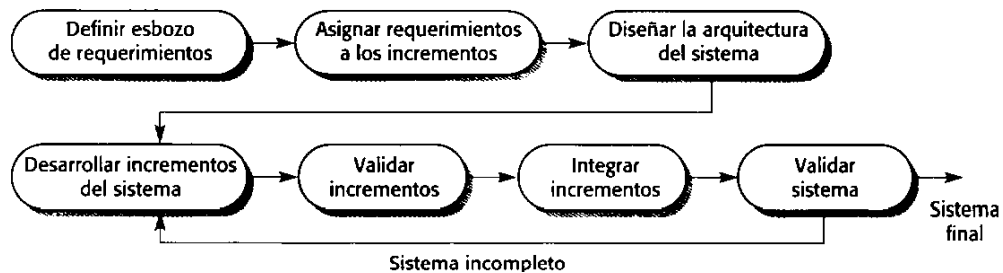 Definir esbozo
de requerimientos
Asignar requerimientos
a los incrementos
Diseñar la arquitectura
del sistema
Desarrollar incrementos
del sistema
Validar
incrementos
Integrar
incrementos
Validar
sistema
Sistema
final
Sistema incompleto